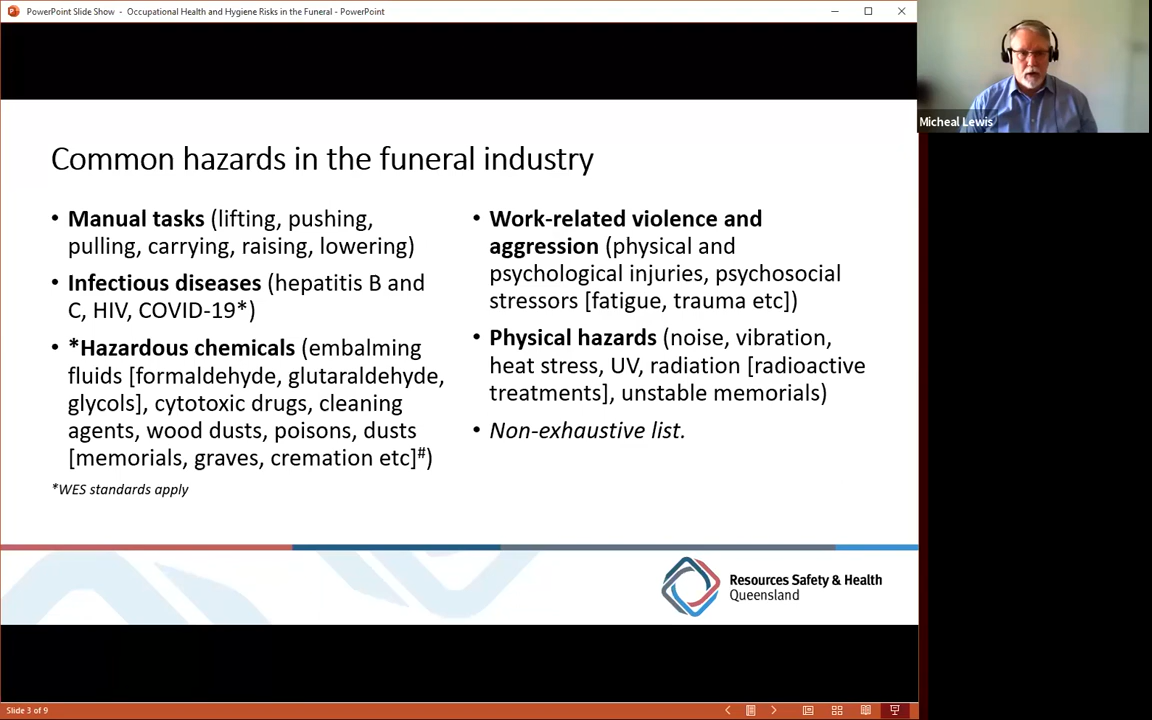 PowerPoint Slide Show - Occupational Health and Hygiene Risks in the Funeral - PowerPoint
Micheal Lewis
Common hazards in the funeral industry
• Manual tasks (lifting, pushing,
pulling, carrying, raising, lowering)
• Infectious diseases (hepatitis B and
C, HIV, COVID-19*)
• *Hazardous chemicals (embalming
fluids [formaldehyde, glutaraldehyde,
glycols], cytotoxic drugs, cleaning
agents, wood dusts, poisons, dusts
[memorials, graves, cremation etc]#)
*WES standards apply
• Work-related violence and
aggression (physical and
psychological injuries, psychosocial
stressors [fatigue, trauma etc])
• Physical hazards (noise, vibration,
heat stress, UV, radiation [radioactive
treatments], unstable memorials)
• Non-exhaustive list.
Resources Safety & Health
Queensland
Slide 3 of 9